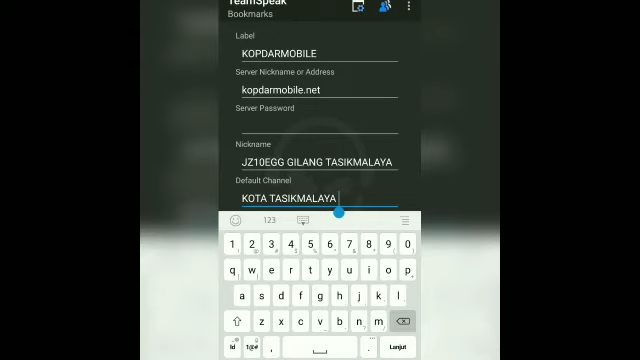 TeamSpeak
Bookmarks
Label
KOPDARMOBILE
Server Nickname or Address
kopdarmobile.net
Server Password
Nickname
JZ10EGG GILANG TASIKMALAYA
Default Channel
KOTA TASIKMALAYA
123
1 2 3 4 5 6 7 8 9 0
q w e r t y u i o p
a s d f g h j k l
z x c v b n m
Id 1@# , . Lanjut